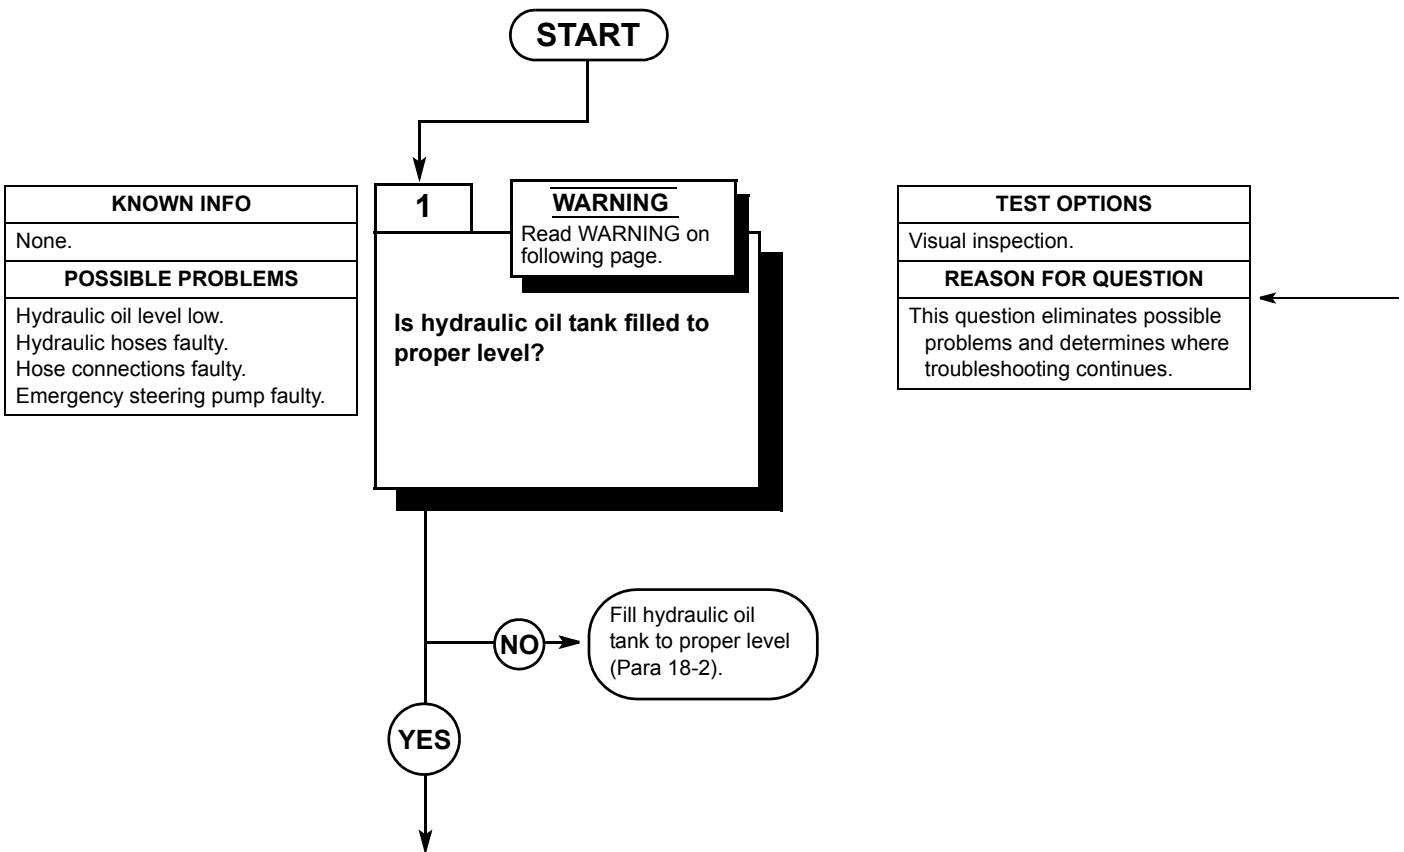 START
KNOWN INFO
None.
POSSIBLE PROBLEMS
Hydraulic oil level low.
Hydraulic hoses faulty.
Hose connections faulty.
Emergency steering pump faulty.
1
WARNING
Read WARNING on
following page.
Is hydraulic oil tank filled to
proper level?
TEST OPTIONS
Visual inspection.
REASON FOR QUESTION
This question eliminates possible
problems and determines where
troubleshooting continues.
NO
Fill hydraulic oil
tank to proper level
(Para 18-2).
YES